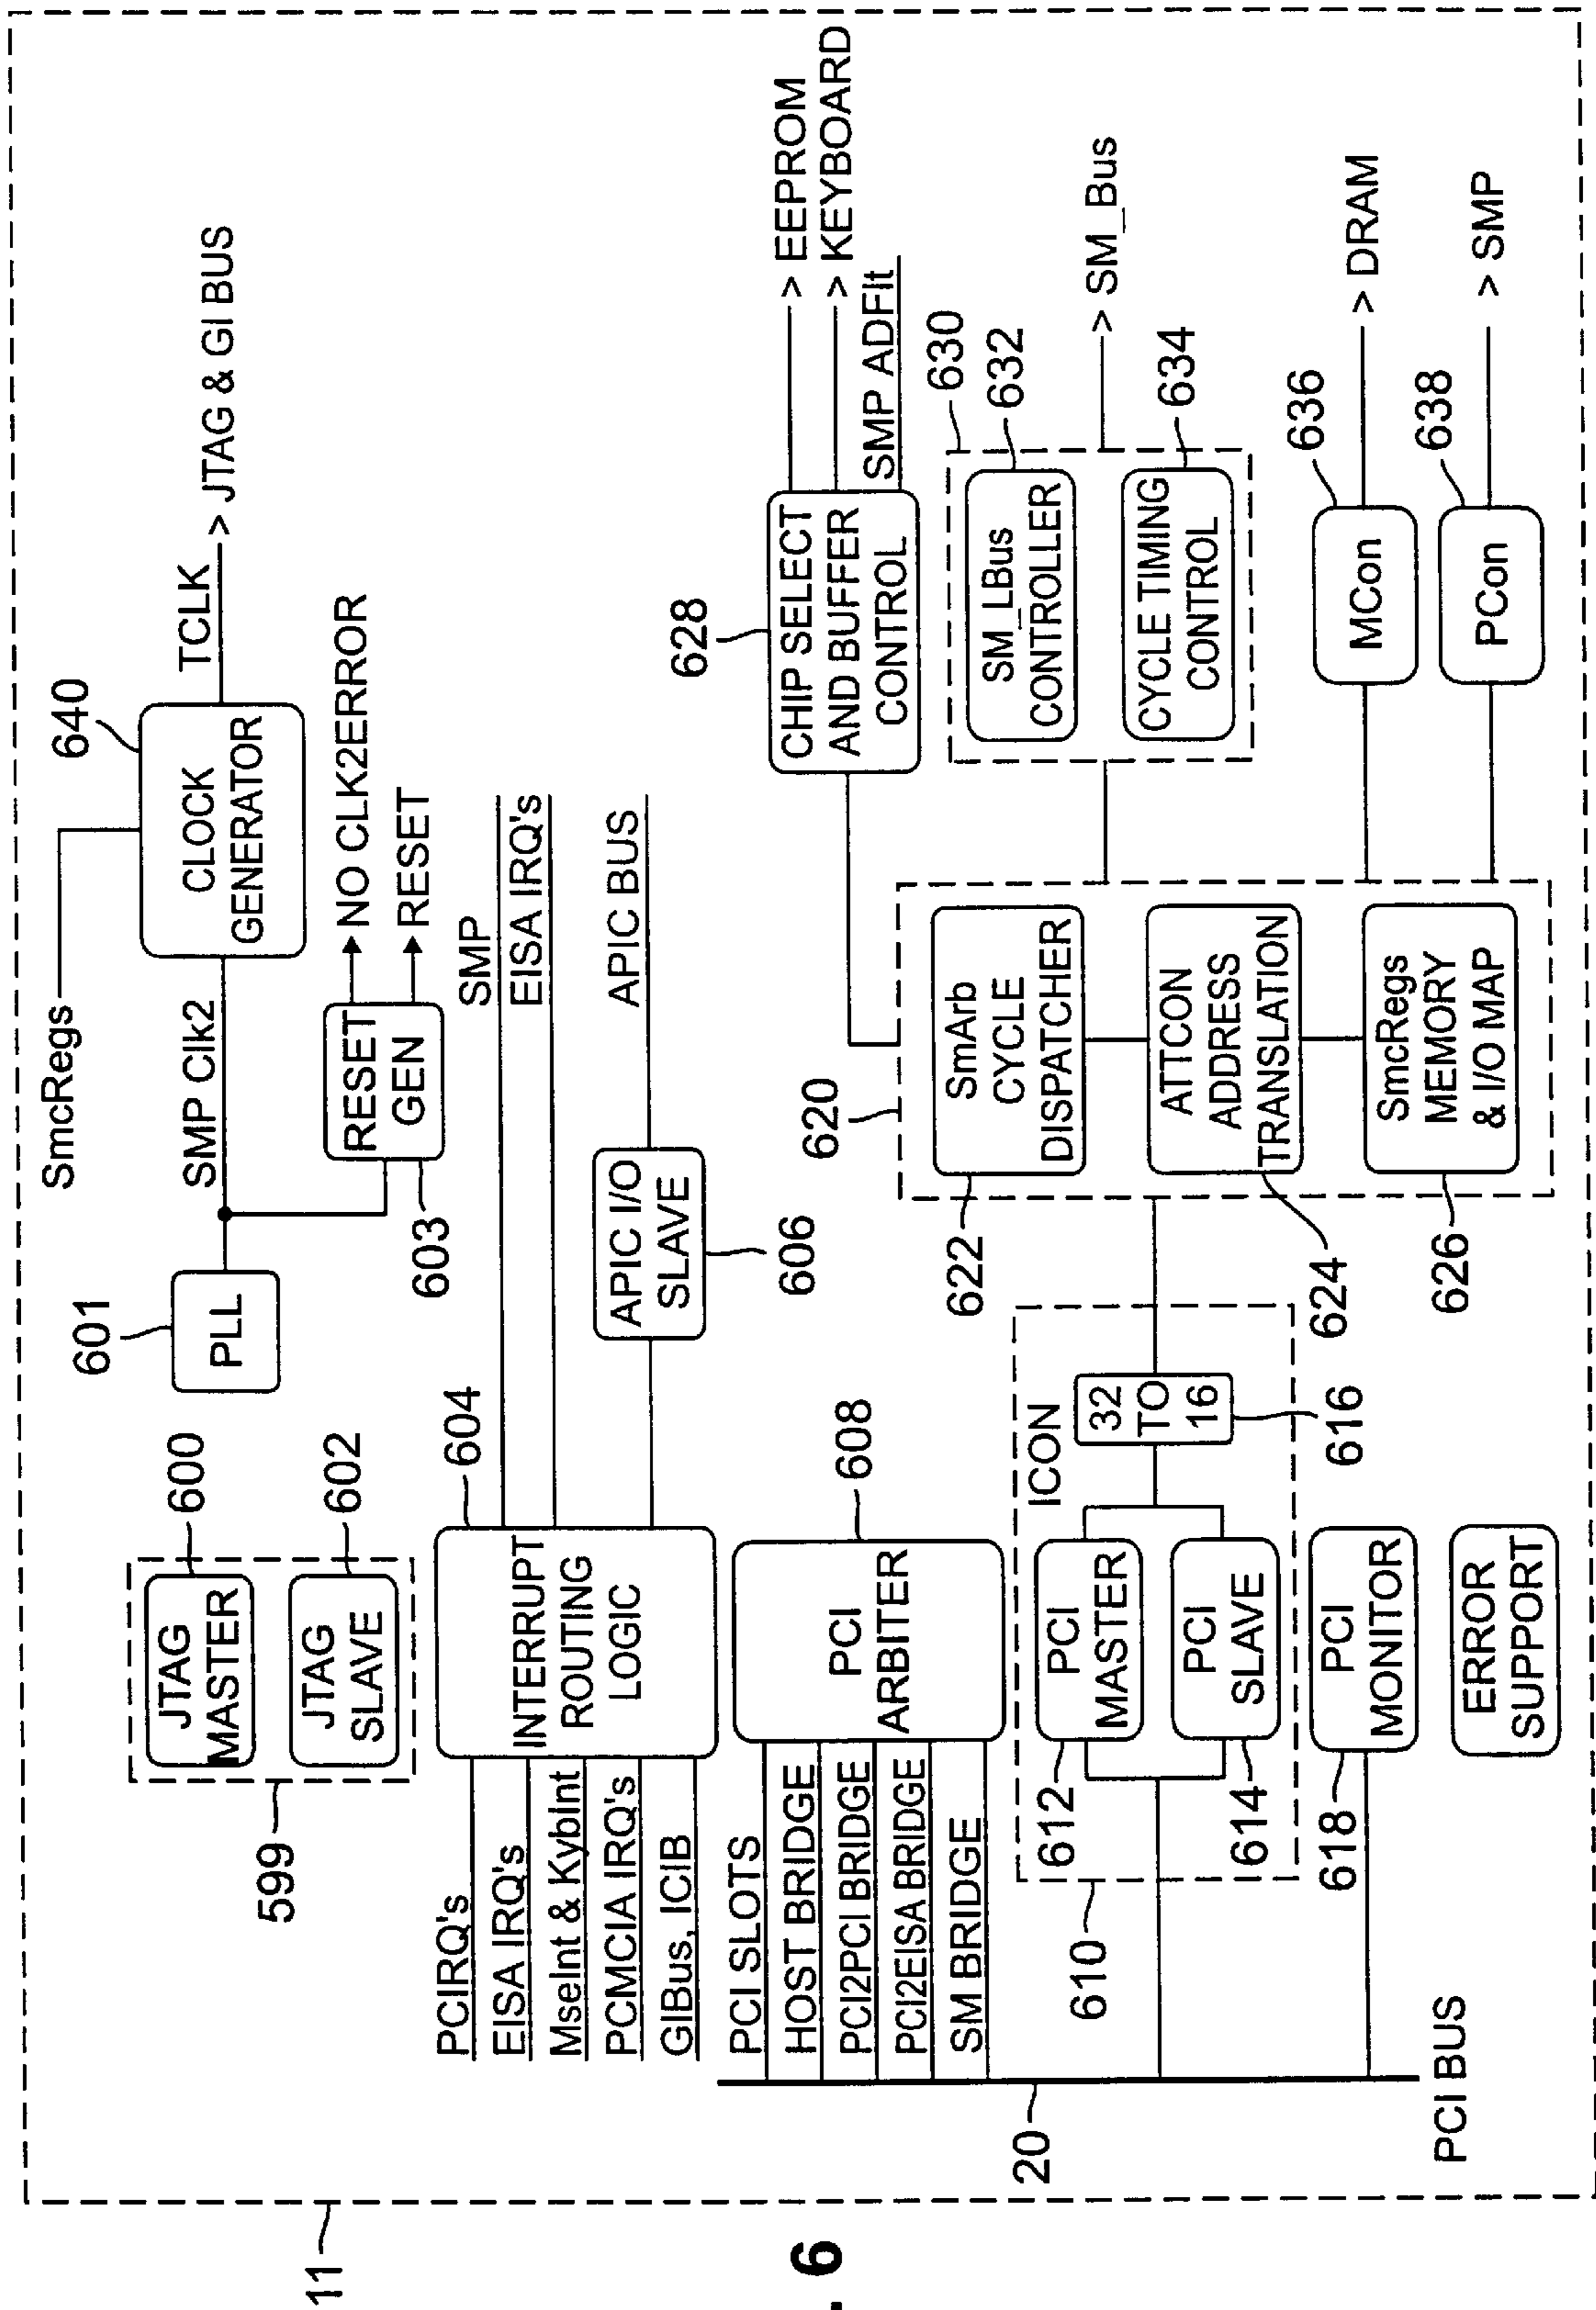 11
599
JTAG
MASTER
600
JTAG
SLAVE
602
601
PLL
SMP Clk2
SmcRegs
CLOCK
GENERATOR
640
TCLK
> JTAG & GI BUS
RESET
GEN
603
NO CLK2ERROR
RESET
PCIRQ's
EISA IRQ's
MseInt & KybInt
PCMCIA IRQ's
GIBus, ICIB
INTERRUPT
ROUTING
LOGIC
604
SMP
EISA IRQ's
APIC I/O
SLAVE
606
APIC BUS
PCI SLOTS
HOST BRIDGE
PCI2PCI BRIDGE
PCI2EISA BRIDGE
SM BRIDGE
PCI
ARBITER
608
20
PCI BUS
610
ICON
612
PCI
MASTER
614
PCI
SLAVE
32
TO
16
616
618
PCI
MONITOR
ERROR
SUPPORT
620
SmArb
CYCLE
DISPATCHER
622
ATTCON
ADDRESS
TRANSLATION
624
SmcRegs
MEMORY
& I/O MAP
626
628
CHIP SELECT
AND BUFFER
CONTROL
> EEPROM
> KEYBOARD
SMP ADFlt
630
SM_LBus
CONTROLLER
632
CYCLE TIMING
CONTROL
634
> SM_Bus
MCon
636
> DRAM
PCon
638
> SMP
. 6